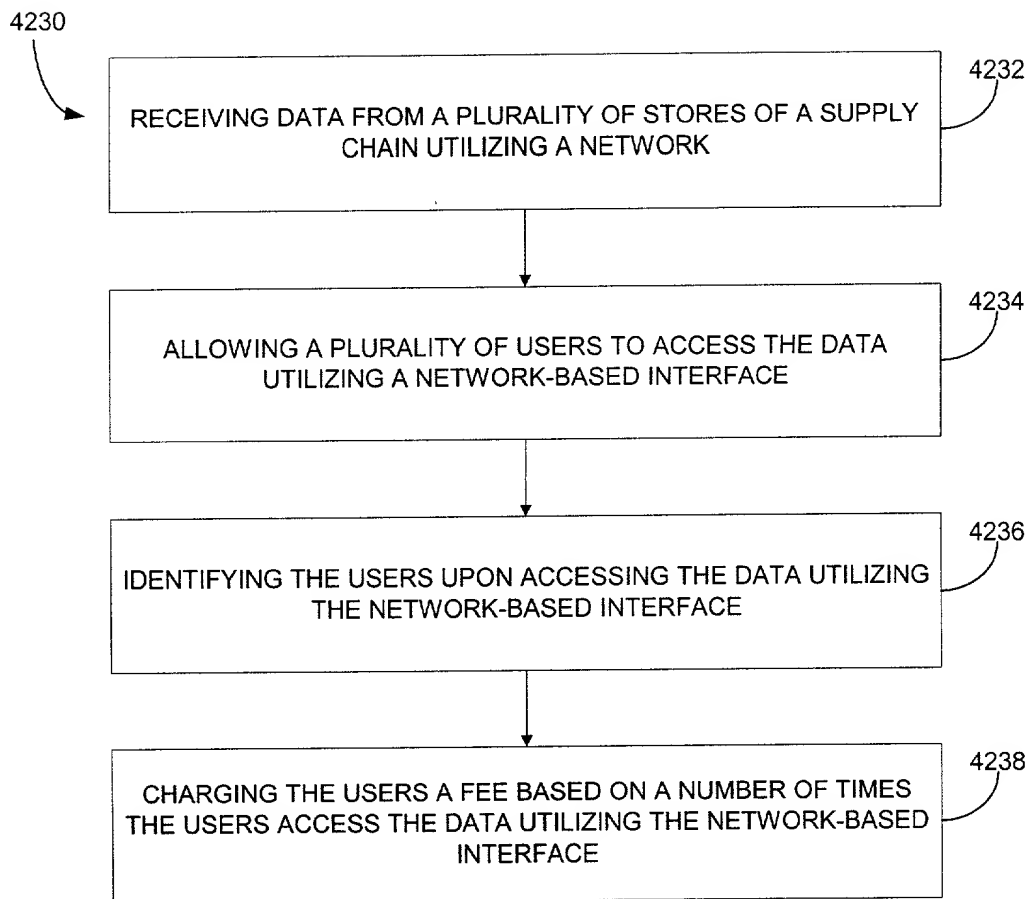 4230
4232
RECEIVING DATA FROM A PLURALITY OF STORES OF A SUPPLY
CHAIN UTILIZING A NETWORK
4234
ALLOWING A PLURALITY OF USERS TO ACCESS THE DATA
UTILIZING A NETWORK-BASED INTERFACE
4236
IDENTIFYING THE USERS UPON ACCESSING THE DATA UTILIZING
THE NETWORK-BASED INTERFACE
4238
CHARGING THE USERS A FEE BASED ON A NUMBER OF TIMES
THE USERS ACCESS THE DATA UTILIZING THE NETWORK-BASED
INTERFACE